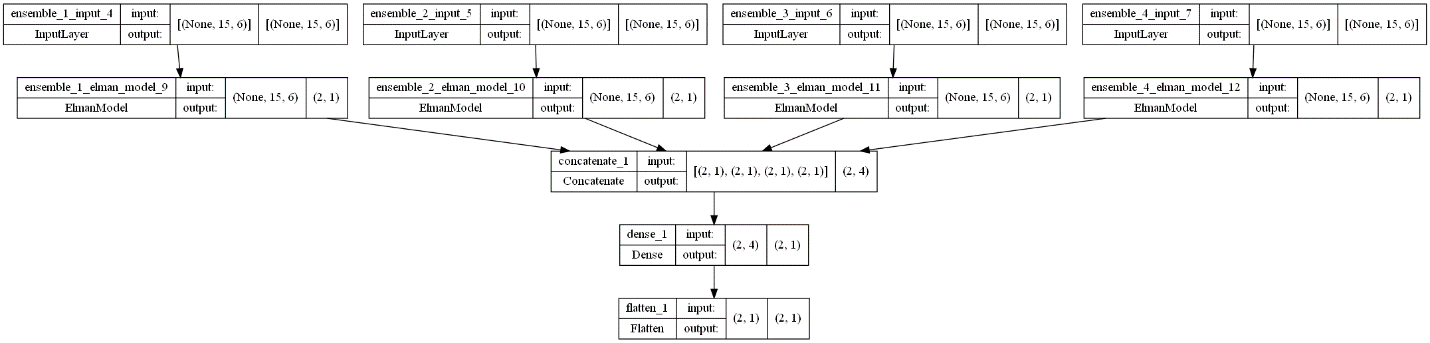 ensemble_1_input_4 input: [(None, 15, 6)] [(None, 15, 6)]
InputLayer output:
ensemble_2_input_5 input: [(None, 15, 6)] [(None, 15, 6)]
InputLayer output:
ensemble_3_input_6 input: [(None, 15, 6)] [(None, 15, 6)]
InputLayer output:
ensemble_4_input_7 input: [(None, 15, 6)] [(None, 15, 6)]
InputLayer output:
ensemble_1_elman_model_9 input: (None, 15, 6) (2, 1)
ElmanModel output:
ensemble_2_elman_model_10 input: (None, 15, 6) (2, 1)
ElmanModel output:
ensemble_3_elman_model_11 input: (None, 15, 6) (2, 1)
ElmanModel output:
ensemble_4_elman_model_12 input: (None, 15, 6) (2, 1)
ElmanModel output:
concatenate_1 input: [(2, 1), (2, 1), (2, 1), (2, 1)] (2, 4)
Concatenate output:
dense_1 input: (2, 4) (2, 1)
Dense output:
flatten_1 input: (2, 1) (2, 1)
Flatten output: